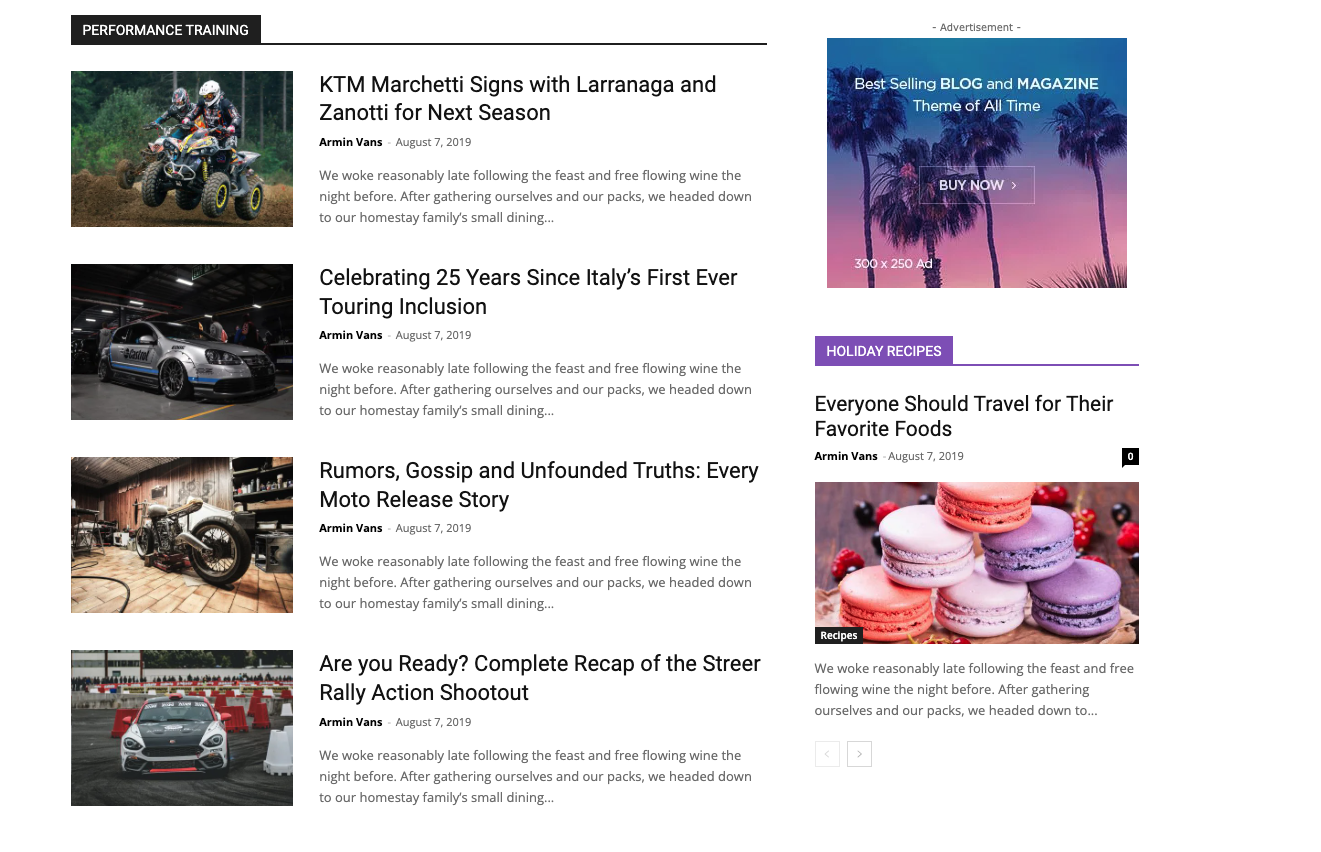 PERFORMANCE TRAINING
KTM Marchetti Signs with Larranaga and
Zanotti for Next Season
Armin Vans - August 7, 2019
We woke reasonably late following the feast and free flowing wine the
night before. After gathering ourselves and our packs, we headed down
to our homestay family’s small dining...
Castrol
Celebrating 25 Years Since Italy’s First Ever
Touring Inclusion
Armin Vans - August 7, 2019
We woke reasonably late following the feast and free flowing wine the
night before. After gathering ourselves and our packs, we headed down
to our homestay family’s small dining...
Rumors, Gossip and Unfounded Truths: Every
Moto Release Story
Armin Vans - August 7, 2019
We woke reasonably late following the feast and free flowing wine the
night before. After gathering ourselves and our packs, we headed down
to our homestay family’s small dining...
Are you Ready? Complete Recap of the Streer
Rally Action Shootout
Armin Vans - August 7, 2019
We woke reasonably late following the feast and free flowing wine the
night before. After gathering ourselves and our packs, we headed down
to our homestay family’s small dining...
- Advertisement -
Best Selling BLOG and MAGAZINE
Theme of All Time
BUY NOW
300 x 250 Ad
HOLIDAY RECIPES
Everyone Should Travel for Their
Favorite Foods
Armin Vans - August 7, 2019 0
Recipes
We woke reasonably late following the feast and free
flowing wine the night before. After gathering
ourselves and our packs, we headed down to...